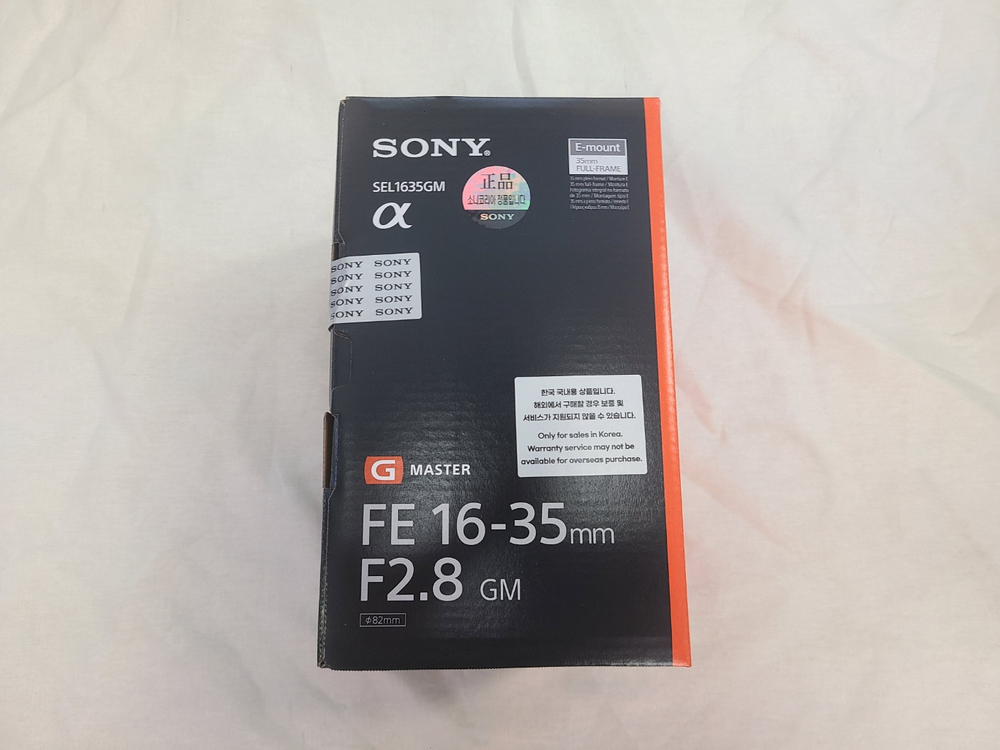 SONY®
SEL1635GM
α
正品
소니코리아 정품입니다
SONY
E-mount
35mm
FULL-FRAME
SONY SONY
SONY SONY
SONY SONY
SONY SONY
SONY SONY
한국 국내용 상품입니다.
해외에서 구매할 경우 보증 및
서비스가 지원되지 않을 수 있습니다.
Only for sales in Korea.
Warranty service may not be
available for overseas purchase.
G MASTER
FE 16-35mm
F2.8 GM
φ82mm